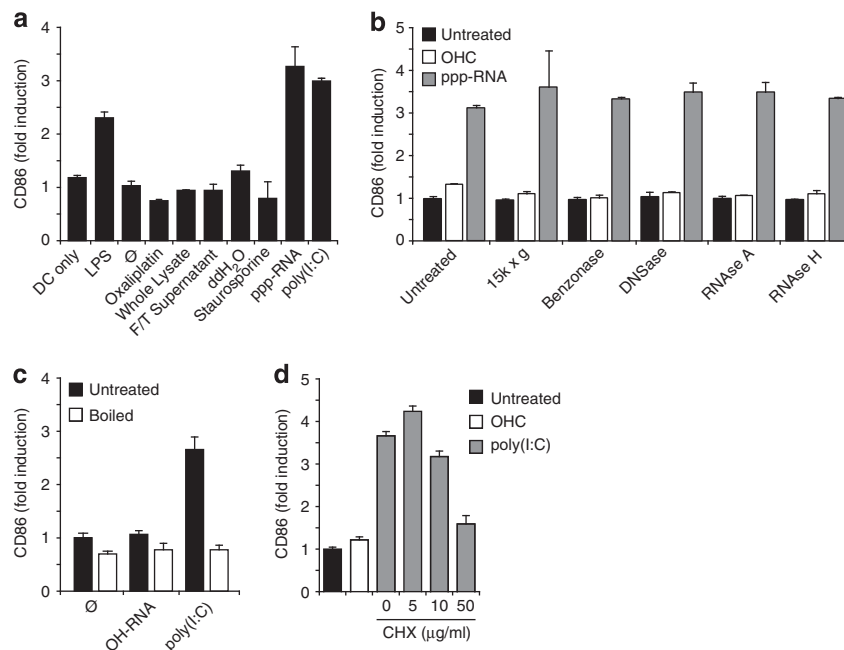 a
CD86 (fold induction)
4
3
2
1
0
DC only
LPS
Ø
Oxaliplatin
Whole Lysate
F/T Supernatant
ddH2O
Staurosporine
ppp-RNA
poly(I:C)
b
Untreated
OHC
ppp-RNA
CD86 (fold induction)
5
4
3
2
1
0
Untreated
15k x g
Benzonase
DNSase
RNAse A
RNAse H
c
Untreated
Boiled
CD86 (fold induction)
4
3
2
1
0
Ø
OH-RNA
poly(I:C)
d
Untreated
OHC
poly(I:C)
CD86 (fold induction)
5
4
3
2
1
0
0 5 10 50
CHX (μg/ml)